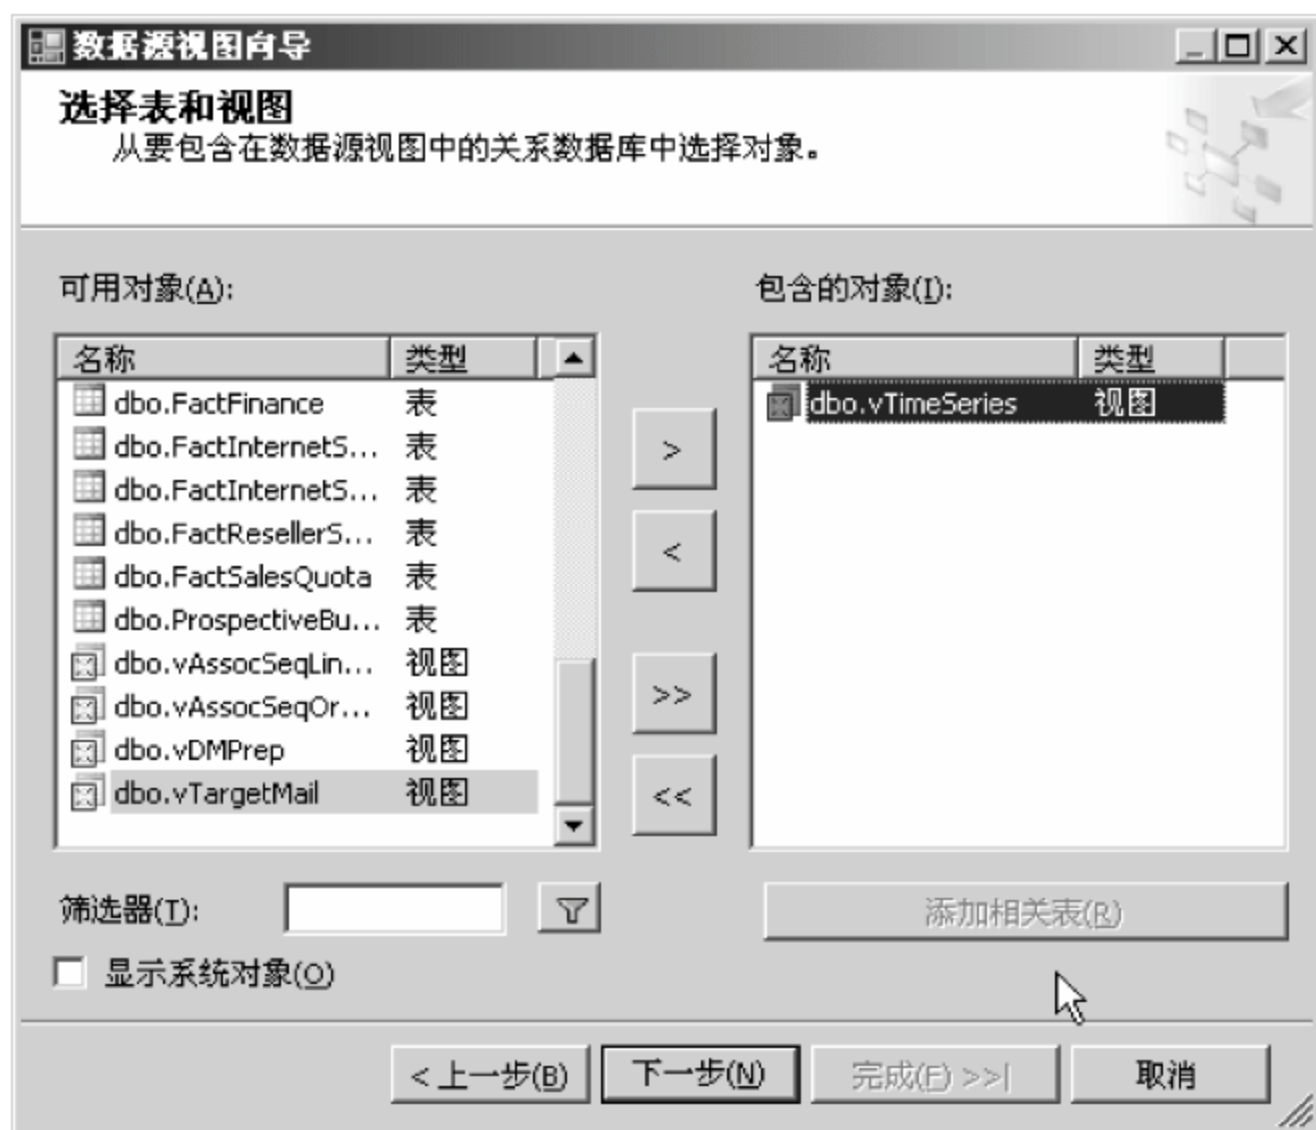 数据源视图向导
选择表和视图
从要包含在数据源视图中的关系数据库中选择对象。
可用对象(A):
包含的对象(I):
名称 类型
名称 类型
dbo.FactFinance 表
dbo.vTimeSeries 视图
dbo.FactInternetS... 表
>
dbo.FactInternetS... 表
dbo.FactResellerS... 表
<
dbo.FactSalesQuota 表
dbo.ProspectiveBu... 表
dbo.vAssocSeqLin... 视图
dbo.vAssocSeqOr... 视图
>>
dbo.vDMPrep 视图
dbo.vTargetMail 视图
<<
筛选器(T):
添加相关表(R)
显示系统对象(O)
< 上一步(B) 下一步(N) 完成(F) >>| 取消